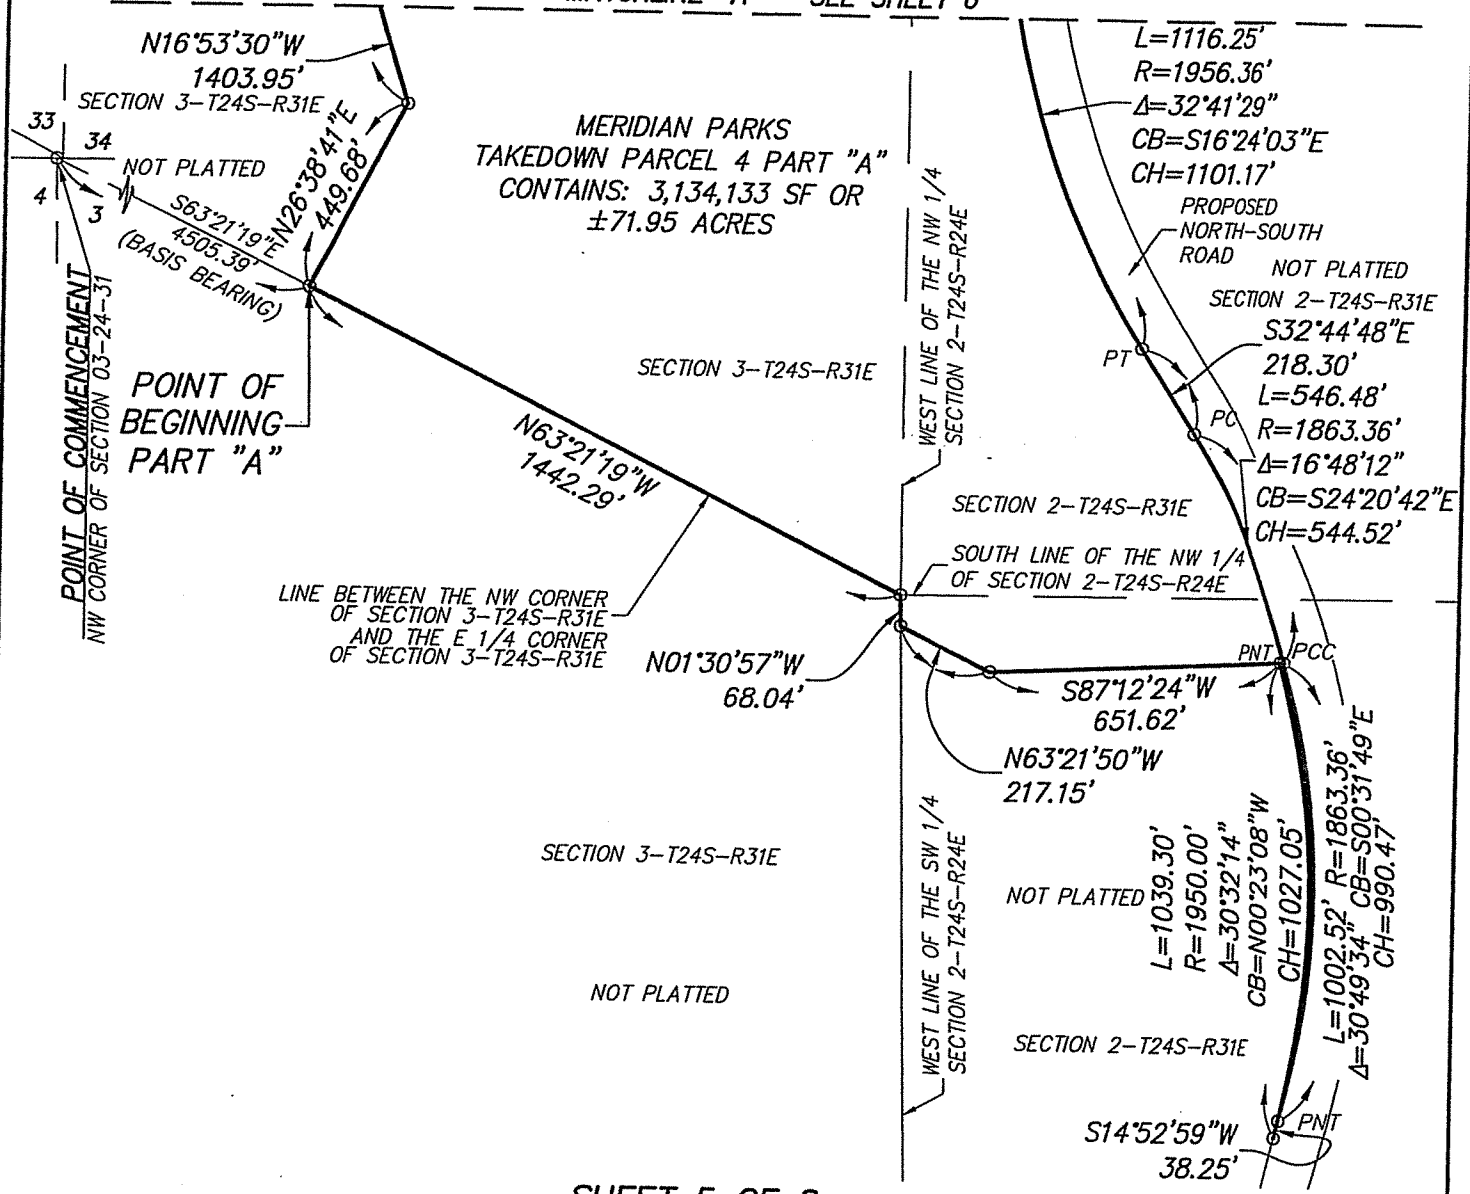 SEE SHEET 6
N16°53'30"W
1403.95'
SECTION 3-T24S-R31E
33
34
4
3
NOT PLATTED
N26°38'41"E
449.68'
S63°21'19"E
4505.39'
(BASIS BEARING)
POINT OF COMMENCEMENT
NW CORNER OF SECTION 03-24-31
POINT OF
BEGINNING
PART "A"
MERIDIAN PARKS
TAKEDOWN PARCEL 4 PART "A"
CONTAINS: 3,134,133 SF OR
±71.95 ACRES
SECTION 3-T24S-R31E
N63°21'19"W
1442.29'
LINE BETWEEN THE NW CORNER
OF SECTION 3-T24S-R31E
AND THE E 1/4 CORNER
OF SECTION 3-T24S-R31E
WEST LINE OF THE NW 1/4
SECTION 2-T24S-R24E
L=1116.25'
R=1956.36'
Δ=32°41'29"
CB=S16°24'03"E
CH=1101.17'
PROPOSED
NORTH-SOUTH
ROAD
NOT PLATTED
SECTION 2-T24S-R31E
S32°44'48"E
218.30'
PT
PC
L=546.48'
R=1863.36'
Δ=16°48'12"
CB=S24°20'42"E
CH=544.52'
SECTION 2-T24S-R31E
SOUTH LINE OF THE NW 1/4
OF SECTION 2-T24S-R24E
N01°30'57"W
68.04'
PNT
PCC
S87°12'24"W
651.62'
N63°21'50"W
217.15'
SECTION 3-T24S-R31E
NOT PLATTED
WEST LINE OF THE SW 1/4
SECTION 2-T24S-R24E
NOT PLATTED
L=1039.30'
R=1950.00'
Δ=30°32'14"
CB=N00°23'08"W
CH=1027.05'
L=1002.52' R=1863.36'
Δ=30°49'34" CB=S00°31'49"E
CH=990.47'
SECTION 2-T24S-R31E
PNT
S14°52'59"W
38.25'